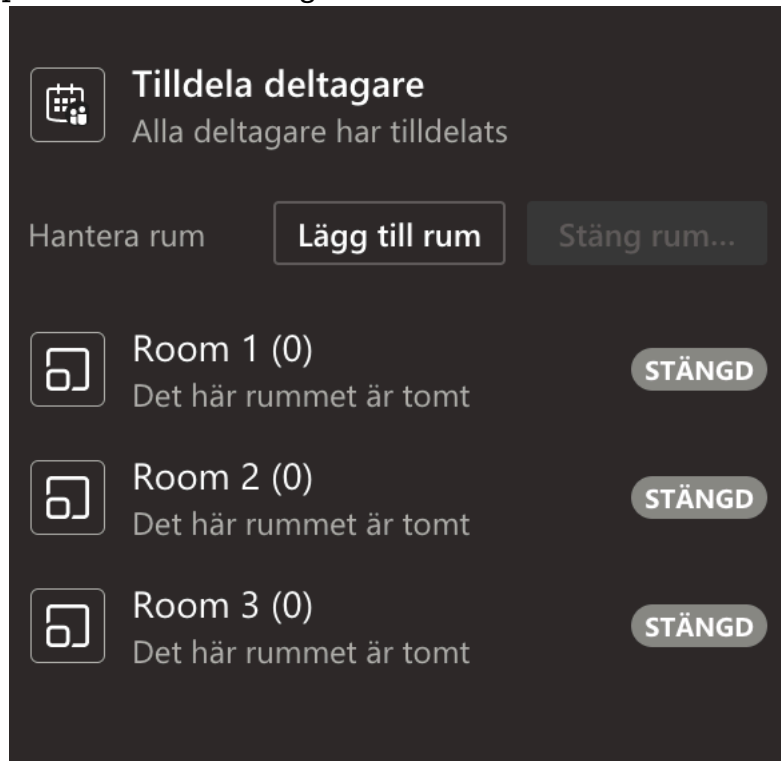 Tilldela deltagare
Alla deltagare har tilldelats
Hantera rum Lägg till rum Stäng rum...
Room 1 (0) STÄNGD
Det här rummet är tomt
Room 2 (0) STÄNGD
Det här rummet är tomt
Room 3 (0) STÄNGD
Det här rummet är tomt